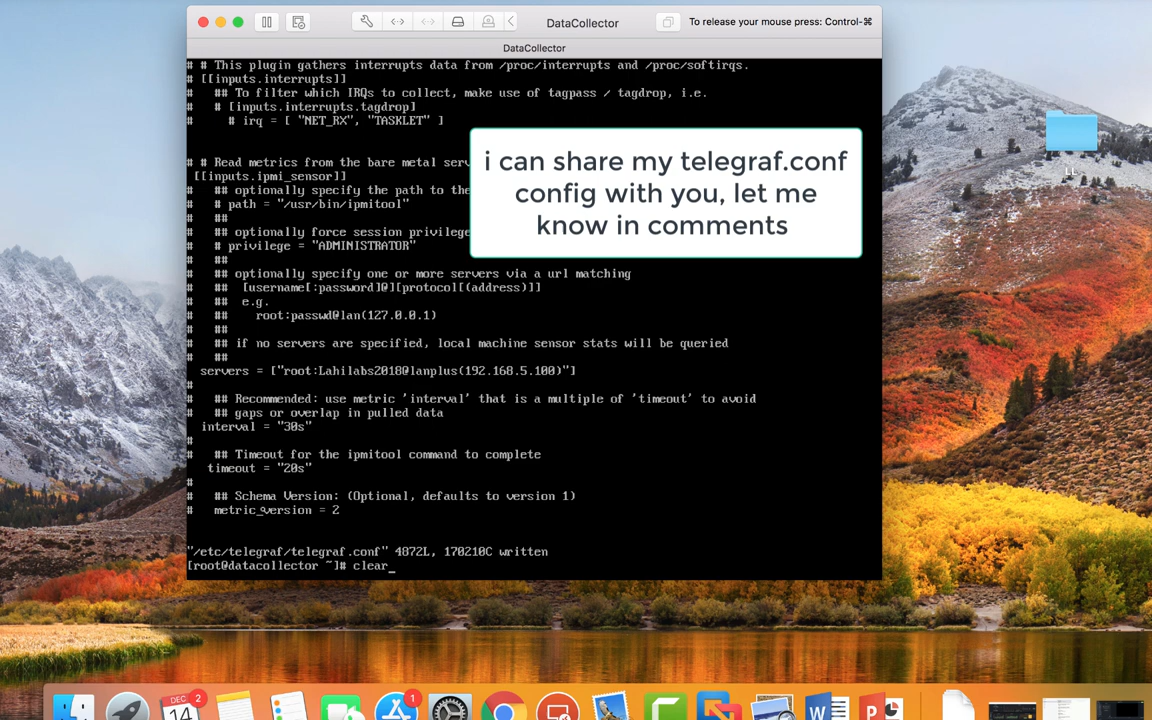 DataCollector
To release your mouse press: Control-⌘
DataCollector
# # This plugin gathers interrupts data from /proc/interrupts and /proc/softirqs.
# [[inputs.interrupts]]
#   ## To filter which IRQs to collect, make use of tagpass / tagdrop, i.e.
#   # [inputs.interrupts.tagdrop]
#     # irq = [ "NET_RX", "TASKLET" ]
# # Read metrics from the bare metal
 [[inputs.ipmi_sensor]]
#   ## optionally specify the path to the
#   # path = "/usr/bin/ipmitool"
#   ##
#   ## optionally force session privilege
#   # privilege = "ADMINISTRATOR"
#   ##
#   ## optionally specify one or more servers via a url matching
#   ##  [username[:password]@][protocol[(address)]]
#   ##  e.g.
#   ##    root:passwd@lan(127.0.0.1)
#   ##
#   ## if no servers are specified, local machine sensor stats will be queried
#   ##
  servers = ["root:Lahilabs2018@lanplus(192.168.5.100)"]
#
#   ## Recommended: use metric 'interval' that is a multiple of 'timeout' to avoid
#   ## gaps or overlap in pulled data
  interval = "30s"
#
#   ## Timeout for the ipmitool command to complete
   timeout = "20s"
#
#   ## Schema Version: (Optional, defaults to version 1)
#   metric_version = 2
"/etc/telegraf/telegraf.conf" 4872L, 170210C written
[root@datacollector ~]# clear_
i can share my telegraf.conf
config with you, let me
know in comments
LL
DEC
14
2
1